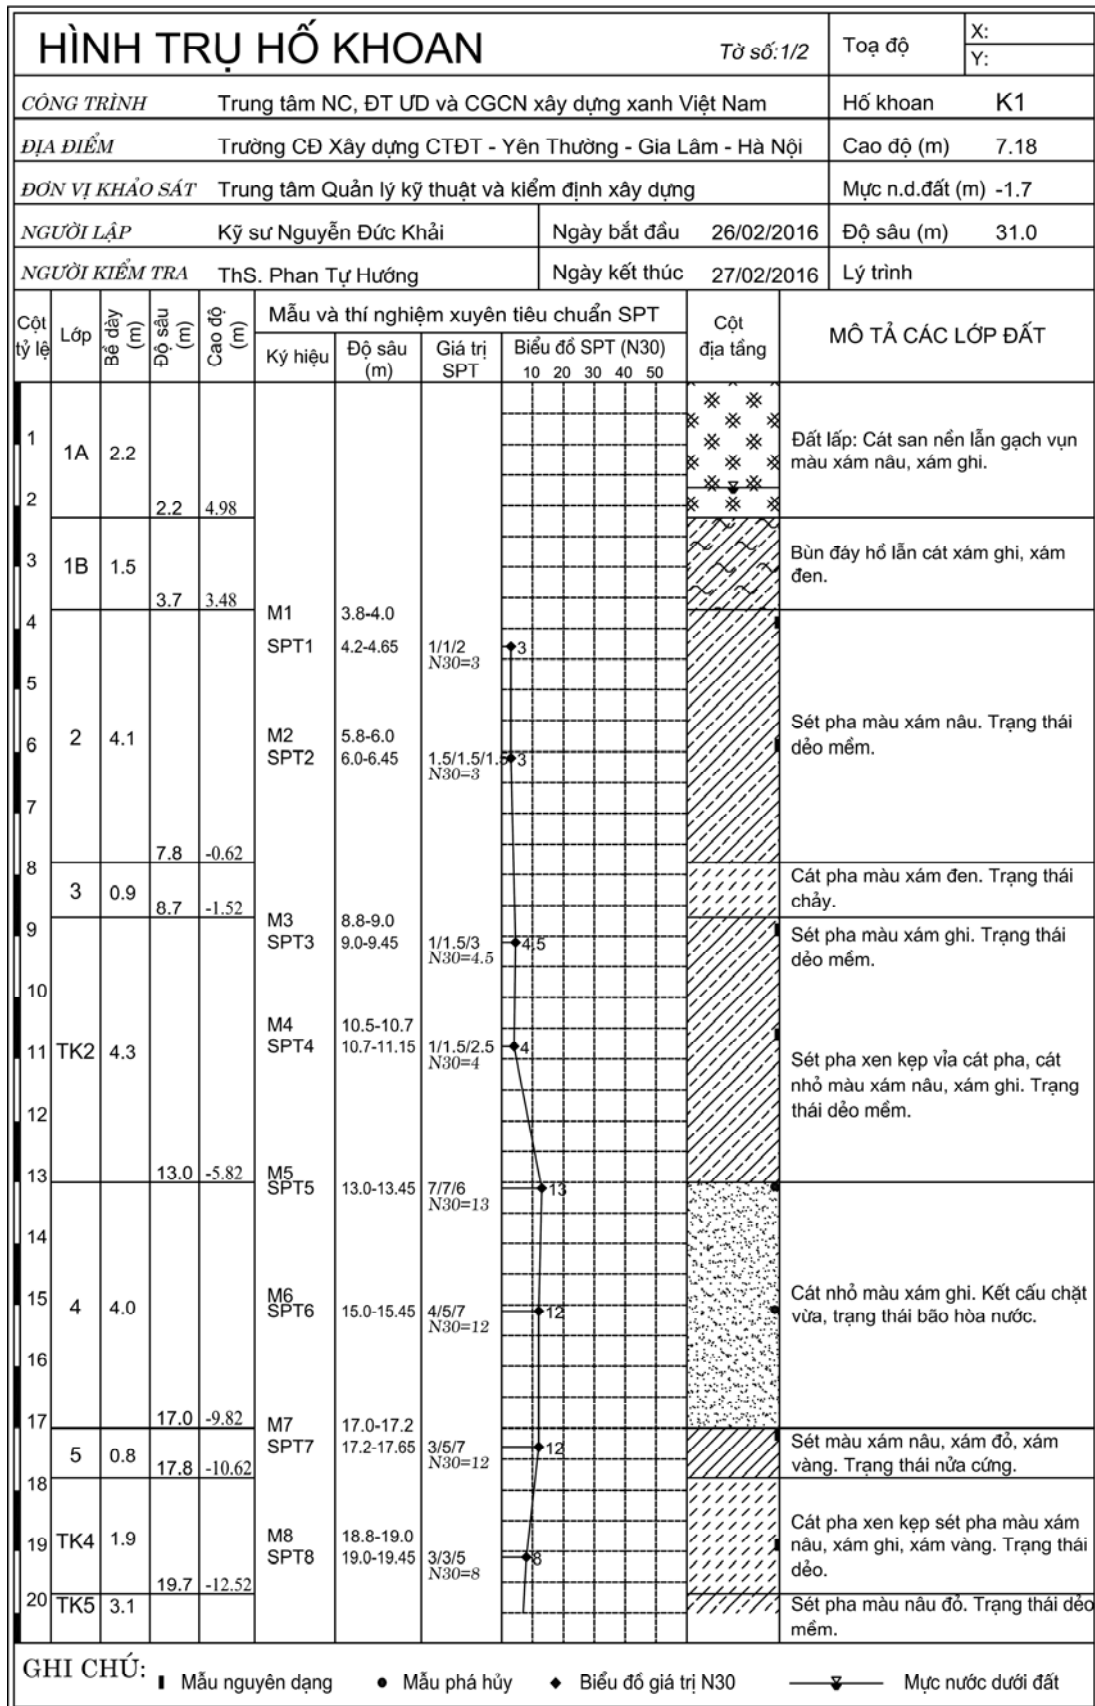 HÌNH TRỤ HỐ KHOAN
Tờ số:1/2
Toạ độ
X:
Y:
CÔNG TRÌNH Trung tâm NC, ĐT ƯD và CGCN xây dựng xanh Việt Nam
Hố khoan K1
ĐỊA ĐIỂM Trường CĐ Xây dựng CTĐT - Yên Thường - Gia Lâm - Hà Nội
Cao độ (m) 7.18
ĐƠN VỊ KHẢO SÁT Trung tâm Quản lý kỹ thuật và kiểm định xây dựng
Mực n.d.đất (m) -1.7
NGƯỜI LẬP Kỹ sư Nguyễn Đức Khải
Ngày bắt đầu 26/02/2016
Độ sâu (m) 31.0
NGƯỜI KIỂM TRA ThS. Phan Tự Hướng
Ngày kết thúc 27/02/2016
Lý trình
Cột tỷ lệ
Lớp
Bề dày (m)
Độ sâu (m)
Cao độ (m)
Mẫu và thí nghiệm xuyên tiêu chuẩn SPT
Ký hiệu
Độ sâu (m)
Giá trị SPT
Biểu đồ SPT (N30)
10 20 30 40 50
Cột địa tầng
MÔ TẢ CÁC LỚP ĐẤT
1
1A 2.2
2
2.2 4.98
Đất lấp: Cát san nền lẫn gạch vụn
màu xám nâu, xám ghi.
3
1B 1.5
3.7 3.48
Bùn đáy hồ lẫn cát xám ghi, xám
đen.
4
M1 3.8-4.0
SPT1 4.2-4.65 1/1/2 3
N30=3
5
6
2 4.1
M2 5.8-6.0
SPT2 6.0-6.45 1.5/1.5/1.5 3
N30=3
7
7.8 -0.62
Sét pha màu xám nâu. Trạng thái
dẻo mềm.
8
3 0.9
8.7 -1.52
Cát pha màu xám đen. Trạng thái
chảy.
9
M3 8.8-9.0
SPT3 9.0-9.45 1/1.5/3 4.5
N30=4.5
Sét pha màu xám ghi. Trạng thái
dẻo mềm.
10
M4 10.5-10.7
11
TK2 4.3
SPT4 10.7-11.15 1/1.5/2.5 4
N30=4
Sét pha xen kẹp vỉa cát pha, cát
nhỏ màu xám nâu, xám ghi. Trạng
thái dẻo mềm.
12
13
13.0 -5.82
M5
SPT5 13.0-13.45 7/7/6 13
N30=13
14
15
4 4.0
M6
SPT6 15.0-15.45 4/5/7 12
N30=12
Cát nhỏ màu xám ghi. Kết cấu chặt
vừa, trạng thái bão hòa nước.
16
17
17.0 -9.82
M7 17.0-17.2
SPT7 17.2-17.65 3/5/7 12
N30=12
5 0.8
17.8 -10.62
Sét màu xám nâu, xám đỏ, xám
vàng. Trạng thái nửa cứng.
18
19
TK4 1.9
M8 18.8-19.0
SPT8 19.0-19.45 3/3/5 8
N30=8
19.7 -12.52
Cát pha xen kẹp sét pha màu xám
nâu, xám ghi, xám vàng. Trạng thái
dẻo.
20
TK5 3.1
Sét pha màu nâu đỏ. Trạng thái dẻo
mềm.
GHI CHÚ: Mẫu nguyên dạng Mẫu phá hủy Biểu đồ giá trị N30 Mực nước dưới đất